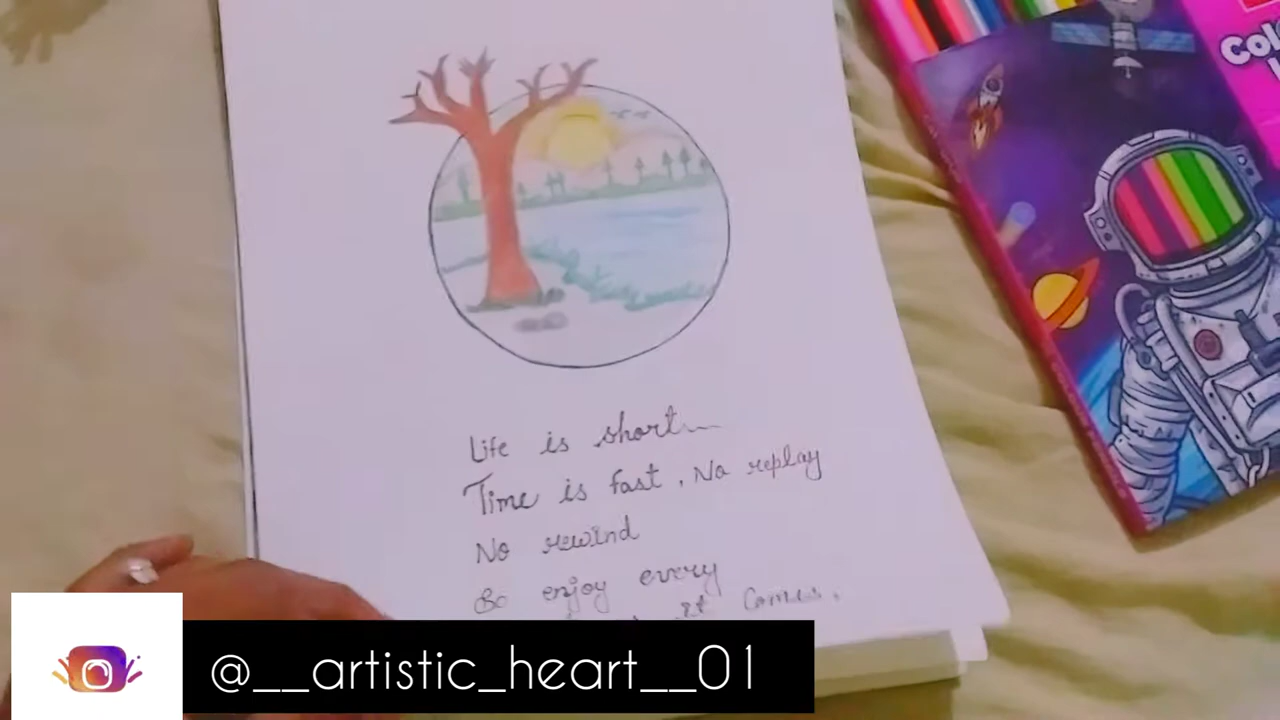 Life is short
Time is fast, No replay
No rewind
So enjoy every
it comes.
@__artistic_heart__01